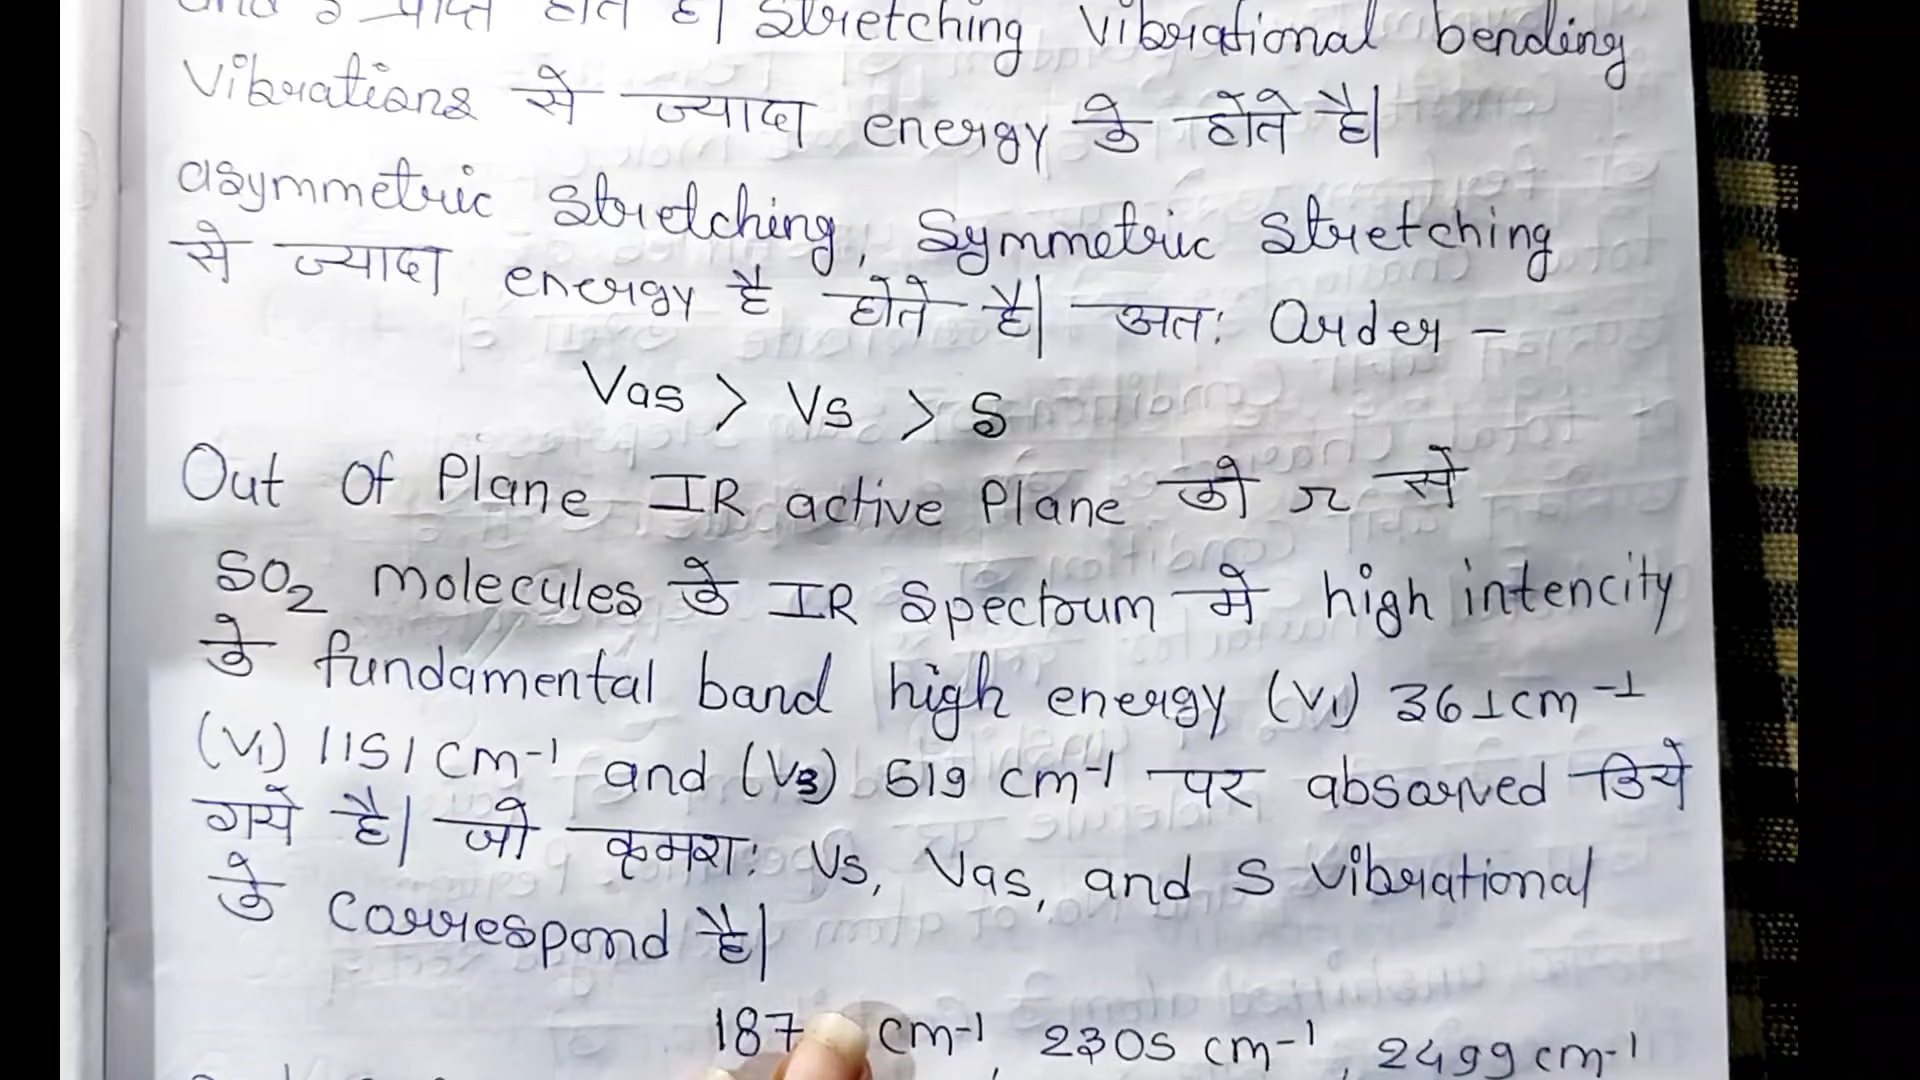 and δ प्राप्त होते है। Stretching Vibrational bending
Vibrations से ज्यादा energy के होते है।
asymmetric Stretching, Symmetric Stretching
से ज्यादा energy है होते है। अतः Order –
Vas > Vs > S
Out Of Plane IR active Plane की ... से
SO₂ molecules के IR Spectrum मे high intencity
के fundamental band high energy (V₁) 361cm⁻¹
(V₁) 1151 cm⁻¹ and (V₃) 519 cm⁻¹ पर absorved किये
गये है। जो क्रमशः Vs, Vas, and S Vibrational
के Correspond है।
187 cm⁻¹, 2305 cm⁻¹, 2499 cm⁻¹